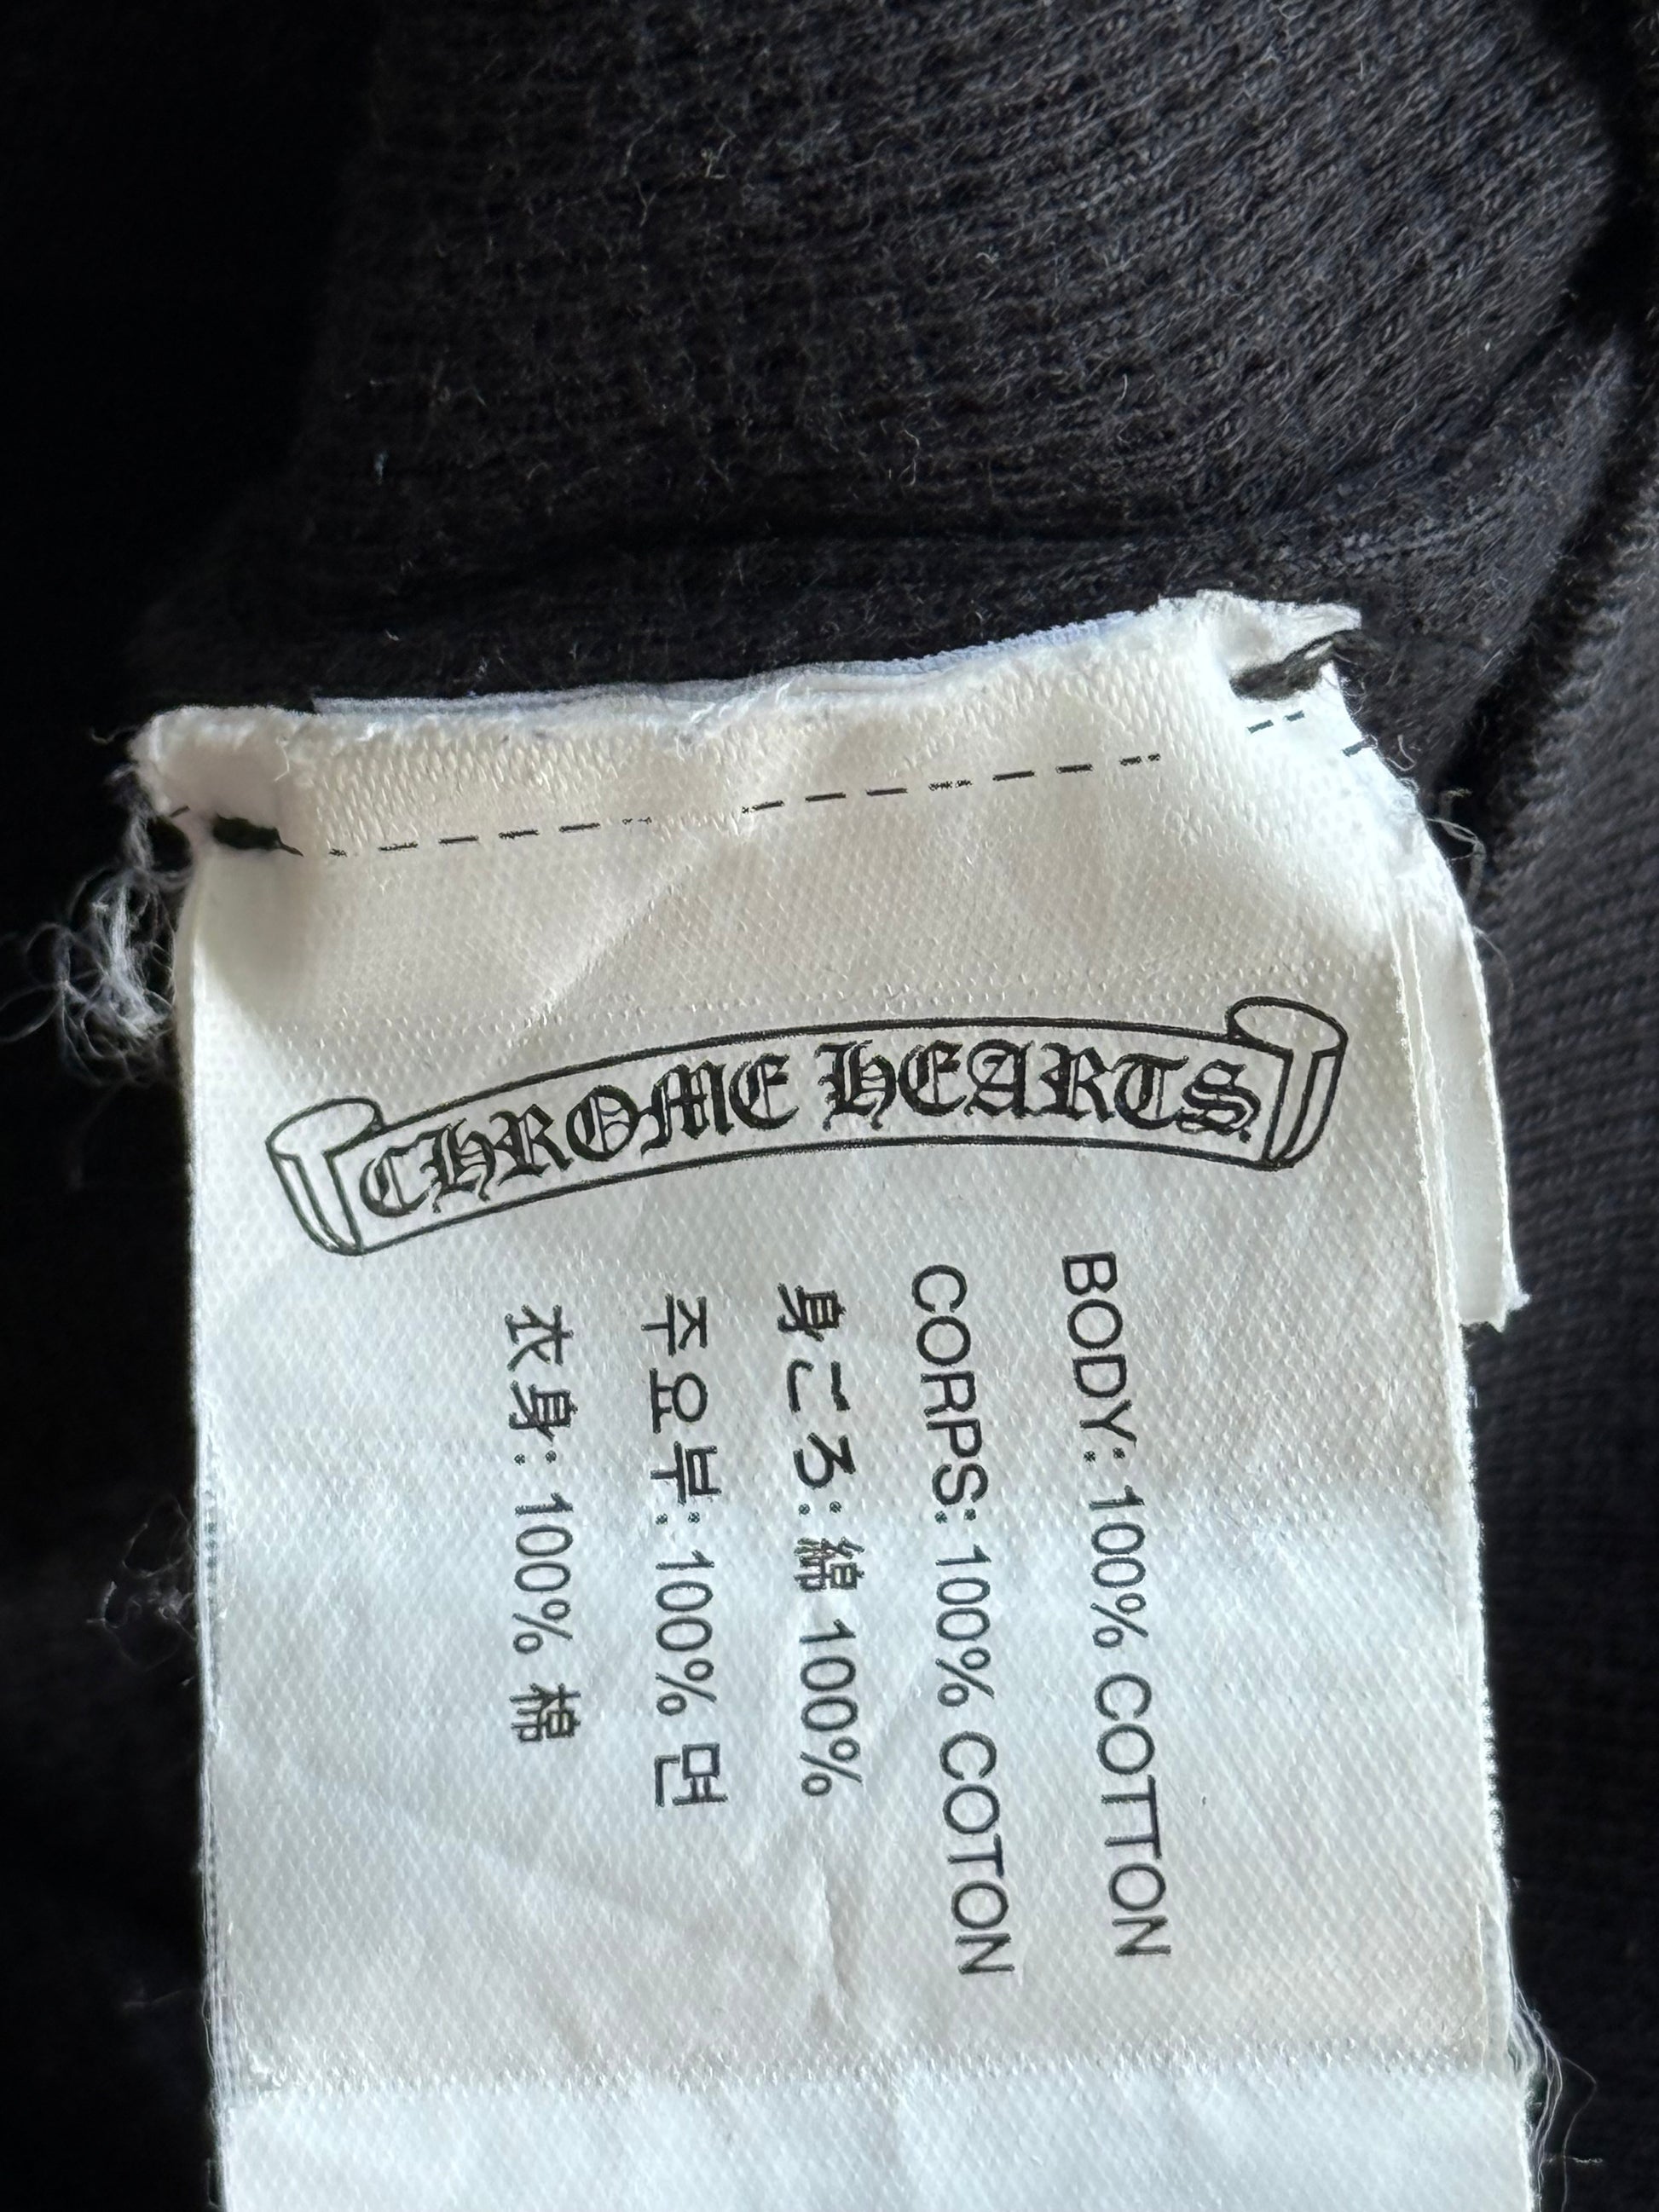 CHROME HEARTS
BODY: 100% COTTON
CORPS: 100% COTON
身ごろ: 綿 100%
주요부: 100% 면
衣身: 100% 棉